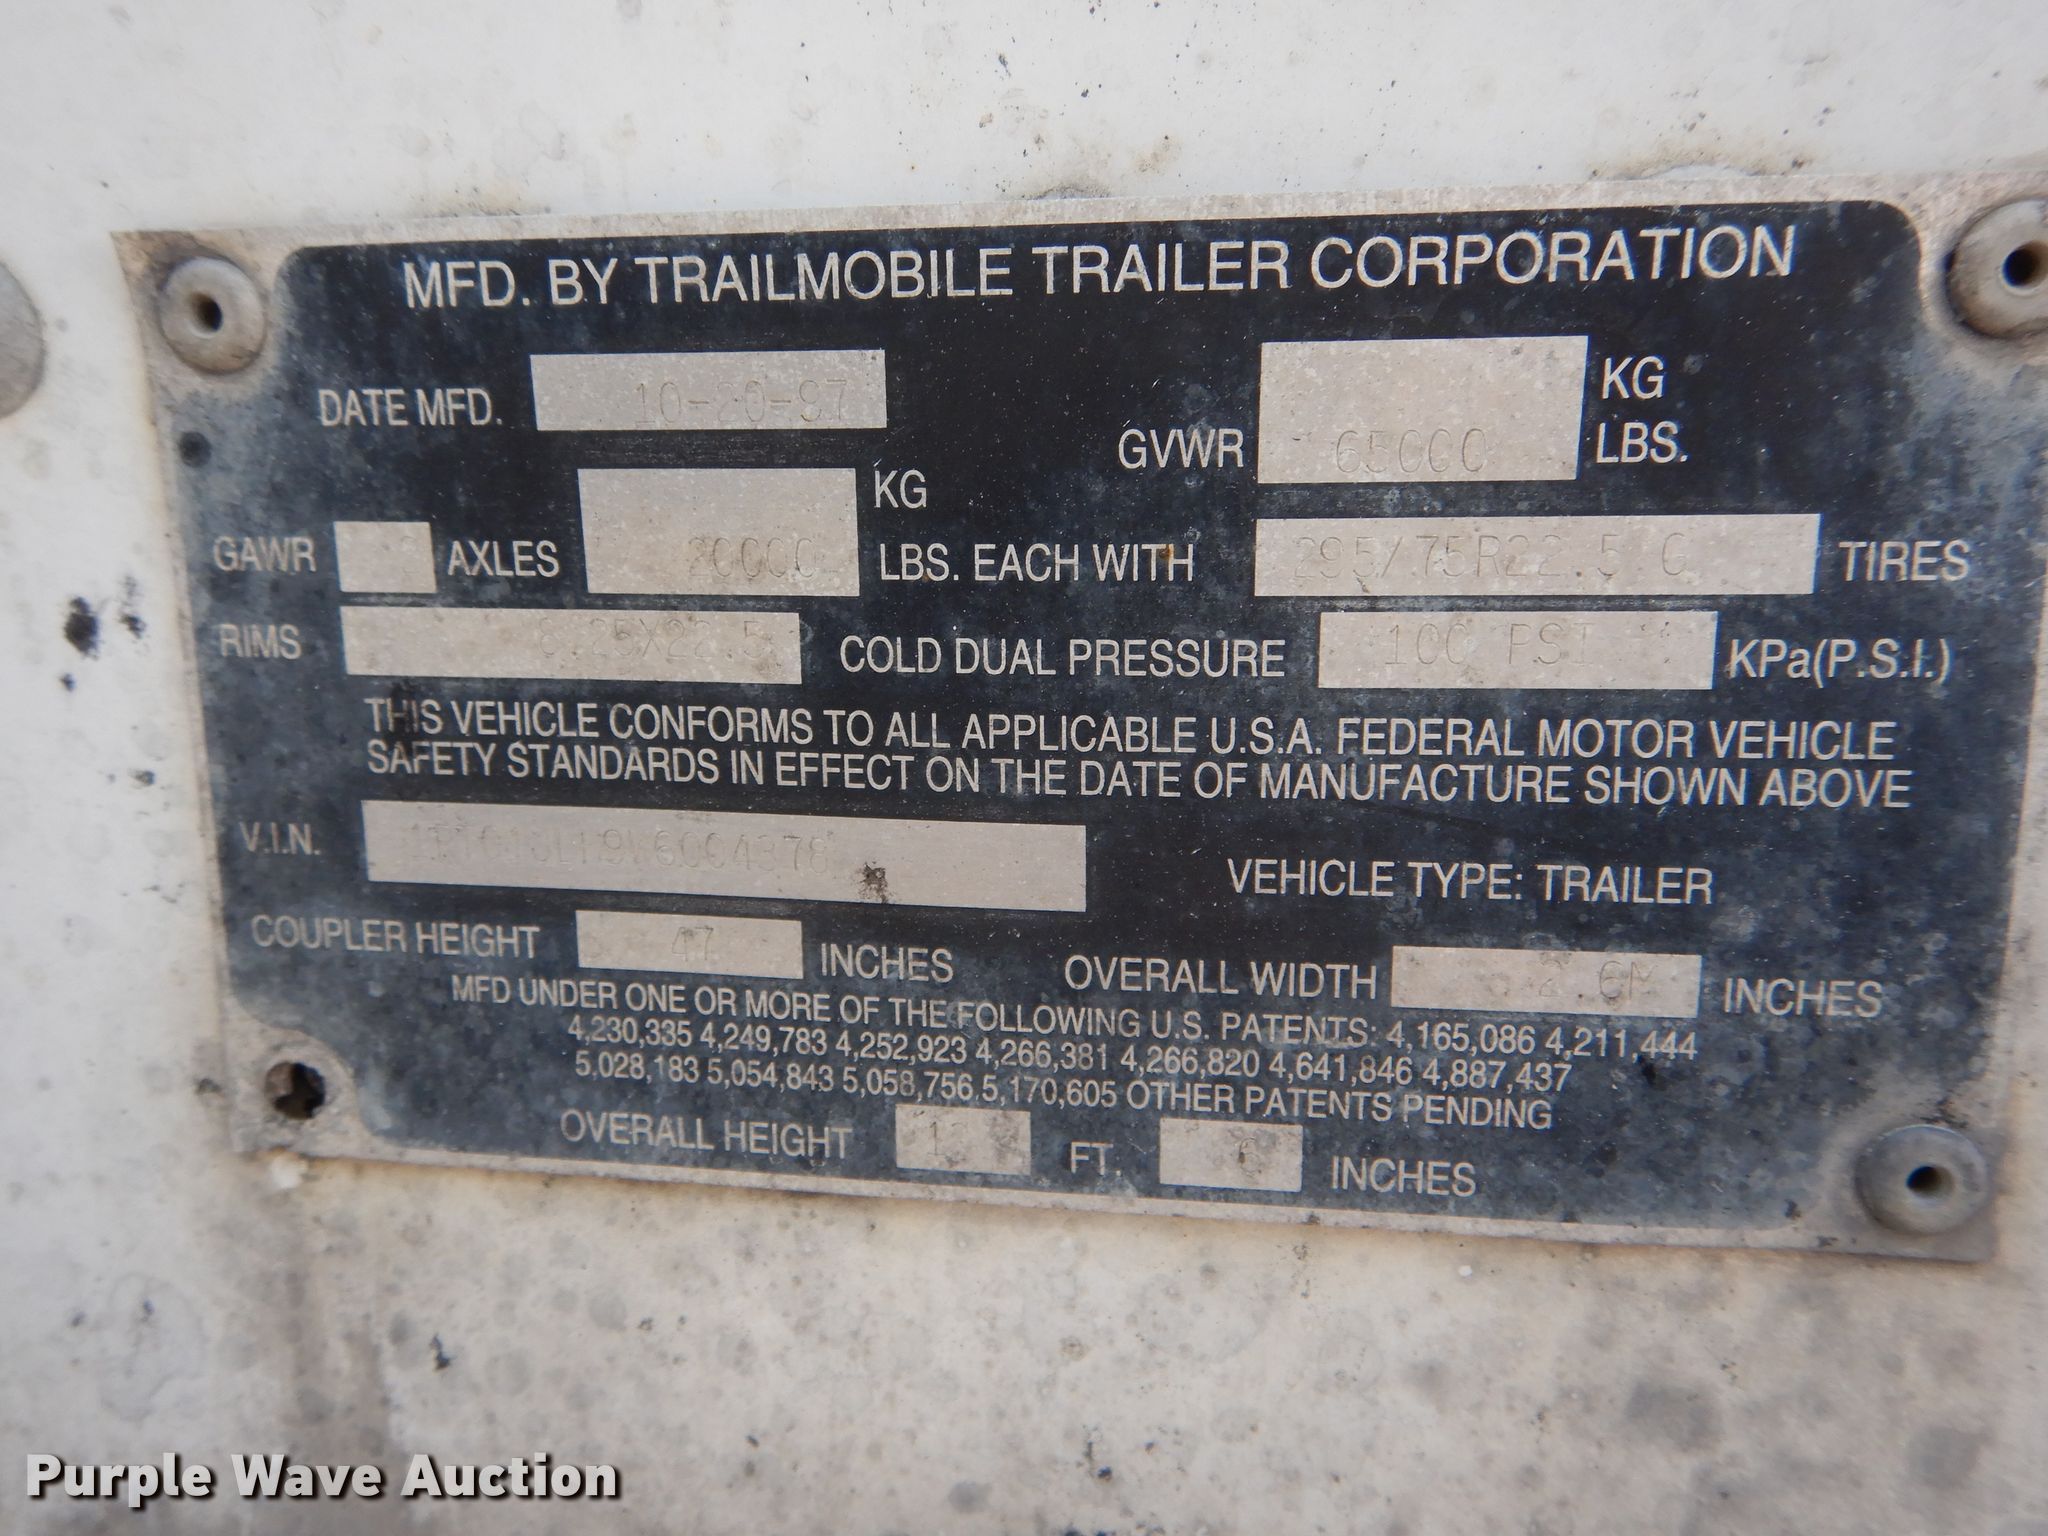 MFD. BY TRAILMOBILE TRAILER CORPORATION
DATE MFD. 10-20-97
GVWR 65000 KG LBS.
GAWR 2 AXLES 20000 KG LBS. EACH WITH 295/75R22.5 G TIRES
RIMS 8.25X22.5 COLD DUAL PRESSURE 100 PSI KPa(P.S.I.)
THIS VEHICLE CONFORMS TO ALL APPLICABLE U.S.A. FEDERAL MOTOR VEHICLE
SAFETY STANDARDS IN EFFECT ON THE DATE OF MANUFACTURE SHOWN ABOVE
V.I.N. VEHICLE TYPE: TRAILER
COUPLER HEIGHT 47 INCHES OVERALL WIDTH 2.6M INCHES
MFD UNDER ONE OR MORE OF THE FOLLOWING U.S. PATENTS: 4,165,086 4,211,444
4,230,335 4,249,783 4,252,923 4,266,381 4,266,820 4,641,846 4,887,437
5,028,183 5,054,843 5,058,756.5,170,605 OTHER PATENTS PENDING
OVERALL HEIGHT FT. 6 INCHES
Purple Wave Auction